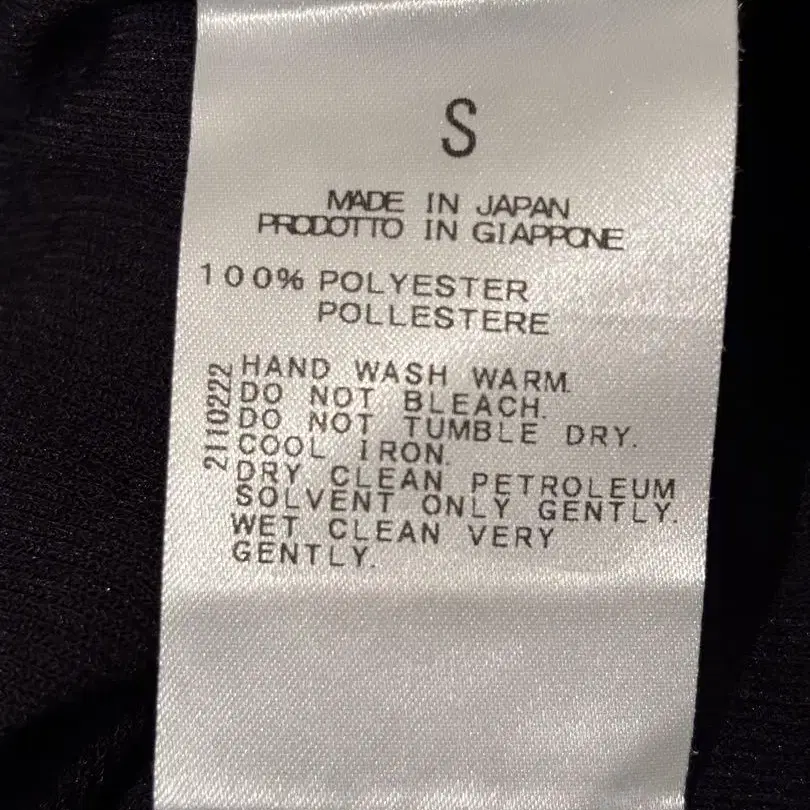 S
MADE IN JAPAN
PRODOTTO IN GIAPPONE
100% POLYESTER
POLLESTERE
2110222
HAND WASH WARM.
DO NOT BLEACH.
DO NOT TUMBLE DRY.
COOL IRON.
DRY CLEAN PETROLEUM
SOLVENT ONLY GENTLY.
WET CLEAN VERY
GENTLY.